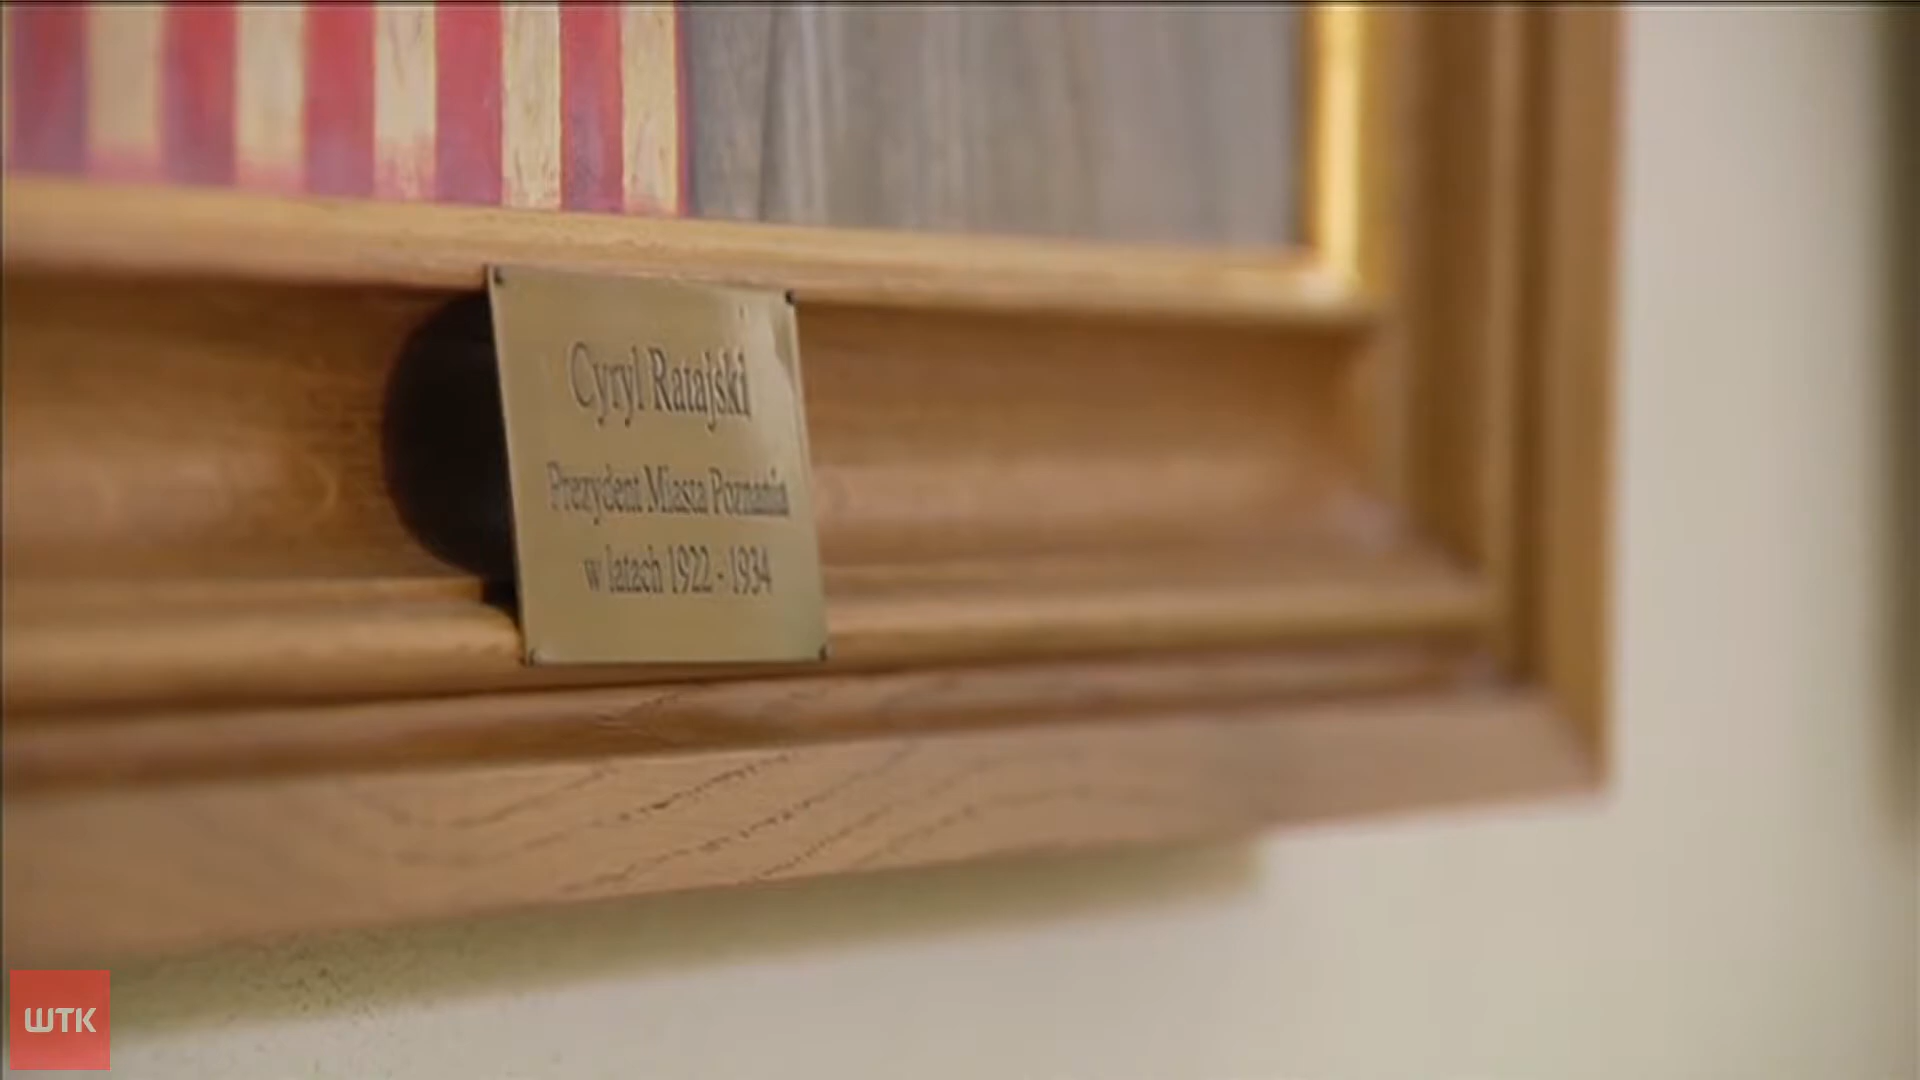 Cyryl Ratajski
Prezydent Miasta Poznania
w latach 1922 - 1934
WTK